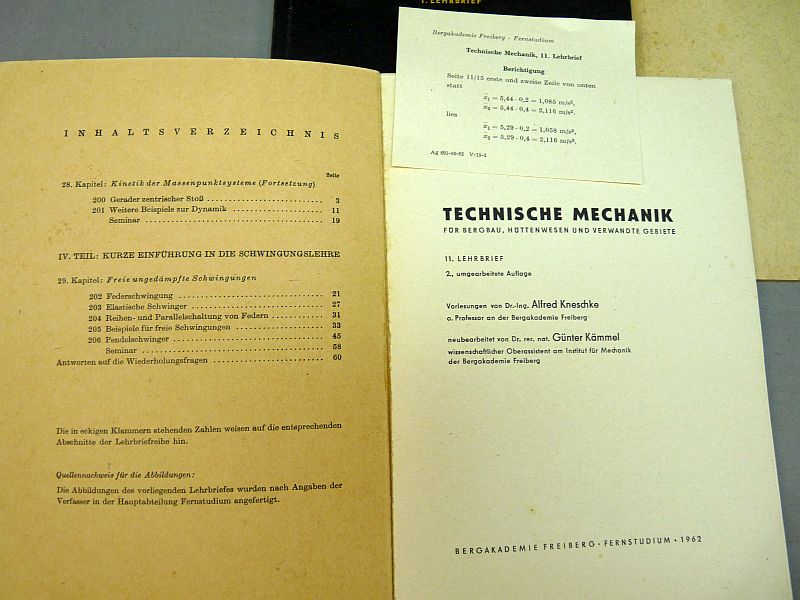 1. LEHRBRIEF
Bergakademie Freiberg - Fernstudium
Technische Mechanik, 11. Lehrbrief
Berichtigung
Seite 11/15 erste und zweite Zeile von unten
statt
ẍ₁ = 5,44 · 0,2 = 1,085 m/s²,
ẍ₂ = 5,44 · 0,4 = 2,116 m/s².
lies
ẍ₁ = 5,29 · 0,2 = 1,058 m/s²,
ẍ₂ = 5,29 · 0,4 = 2,116 m/s².
INHALTSVERZEICHNIS
Seite
28. Kapitel: Kinetik der Massenpunktsysteme (Fortsetzung)
200 Gerader zentrischer Stoß 3
201 Weitere Beispiele zur Dynamik 11
Seminar 19
IV. TEIL: KURZE EINFÜHRUNG IN DIE SCHWINGUNGSLEHRE
29. Kapitel: Freie ungedämpfte Schwingungen
202 Federschwingung 21
203 Elastische Schwinger 27
204 Reihen- und Parallelschaltung von Federn 31
205 Beispiele für freie Schwingungen 33
206 Pendelschwinger 45
Seminar 58
Antworten auf die Wiederholungsfragen 60
Die in eckigen Klammern stehenden Zahlen weisen auf die entsprechenden
Abschnitte der Lehrbriefreihe hin.
Quellennachweis für die Abbildungen:
Die Abbildungen des vorliegenden Lehrbriefes wurden nach Angaben der
Verfasser in der Hauptabteilung Fernstudium angefertigt.
TECHNISCHE MECHANIK
FÜR BERGBAU, HÜTTENWESEN UND VERWANDTE GEBIETE
11. LEHRBRIEF
2., umgearbeitete Auflage
Vorlesungen von Dr.-Ing. Alfred Kneschke
o. Professor an der Bergakademie Freiberg
neubearbeitet von Dr. rer. nat. Günter Kämmel
wissenschaftlicher Oberassistent am Institut für Mechanik
der Bergakademie Freiberg
BERGAKADEMIE FREIBERG · FERNSTUDIUM · 1962